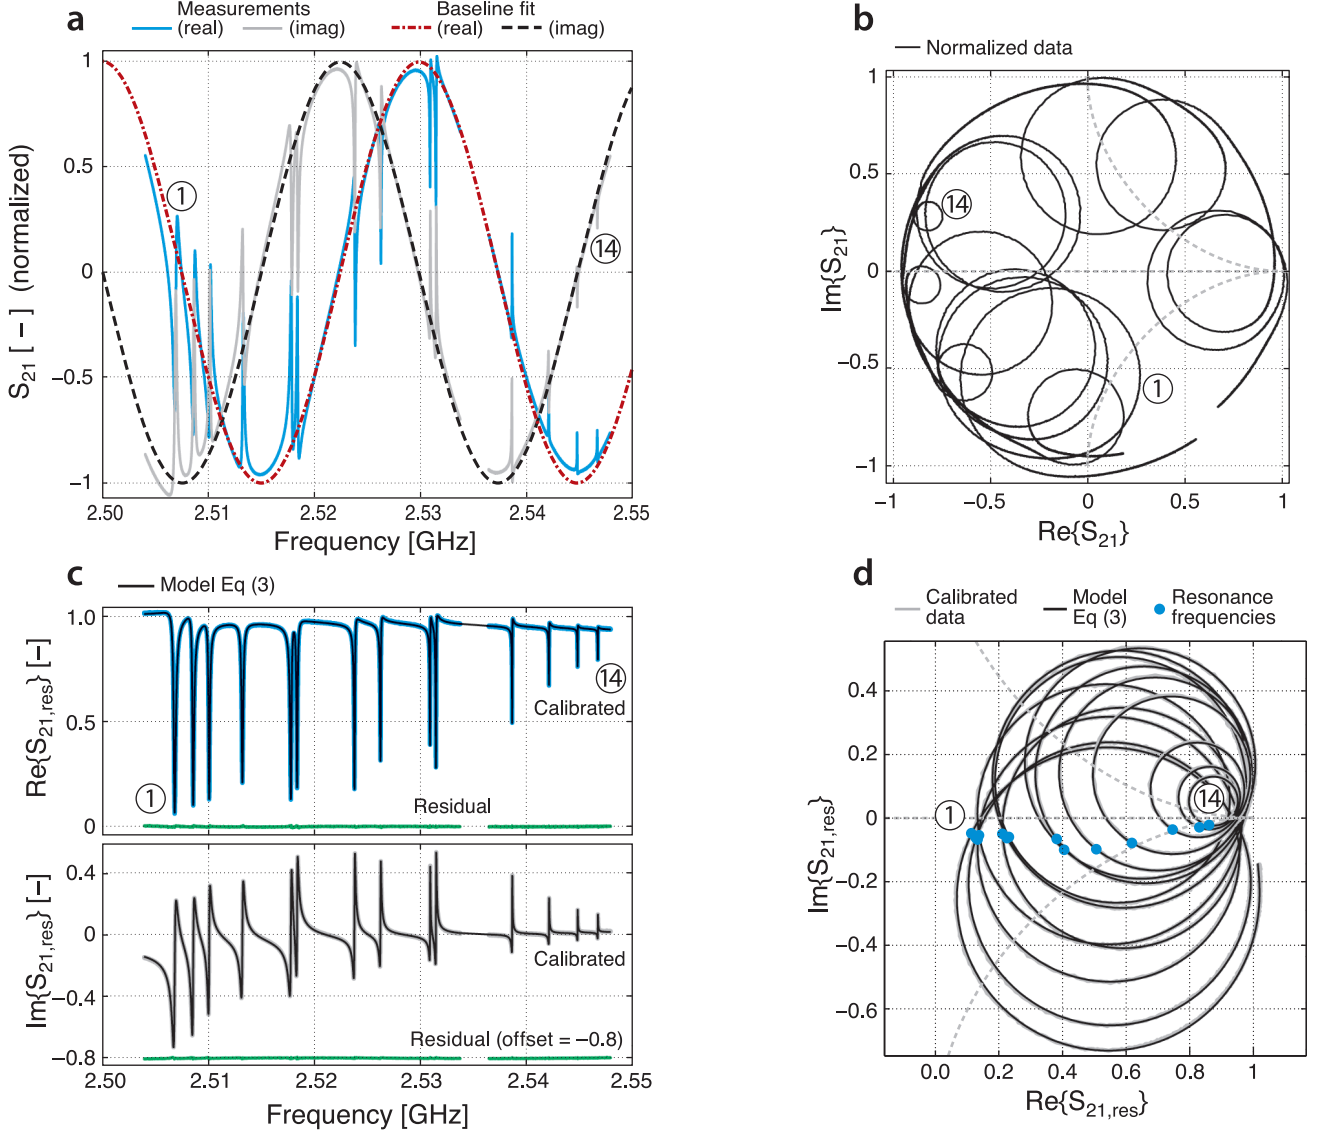 a
Measurements
(real)
(imag)
Baseline fit
(real)
(imag)
S21 [ − ] (normalized)
1
0.5
0
−0.5
−1
1
14
2.50
2.51
2.52
2.53
2.54
2.55
Frequency [GHz]
b
Normalized data
Im{S21}
1
0.5
0
−0.5
−1
14
1
−1
−0.5
0
0.5
1
Re{S21}
c
Model Eq (3)
Re{S21,res} [−]
1.0
0.5
0
1
14
Calibrated
Residual
Im{S21,res} [−]
0.4
0
−0.4
−0.8
Calibrated
Residual (offset = −0.8)
2.50
2.51
2.52
2.53
2.54
2.55
Frequency [GHz]
d
Calibrated
data
Model
Eq (3)
Resonance
frequencies
Im{S21,res}
0.4
0.2
0
−0.2
−0.4
−0.6
1
14
0.0
0.2
0.4
0.6
0.8
1
Re{S21,res}